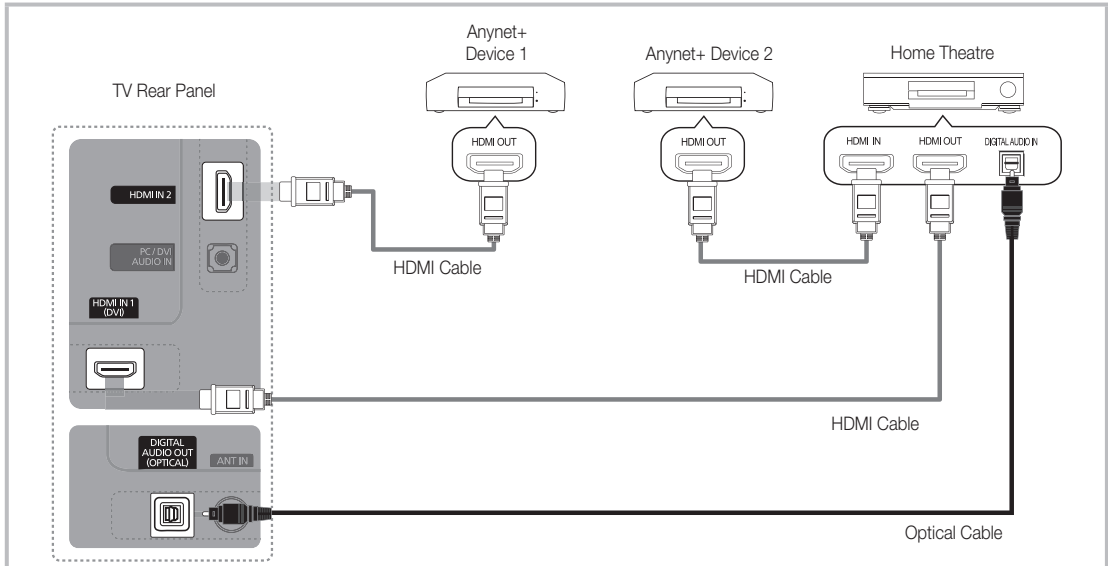 Anynet+
Device 1
Anynet+ Device 2
Home Theatre
TV Rear Panel
HDMI OUT
HDMI OUT
HDMI IN
HDMI OUT
DIGITAL AUDIO IN
HDMI IN 2
PC / DVI
AUDIO IN
HDMI Cable
HDMI Cable
HDMI IN 1
(DVI)
HDMI Cable
DIGITAL
AUDIO OUT
(OPTICAL)
ANT IN
Optical Cable